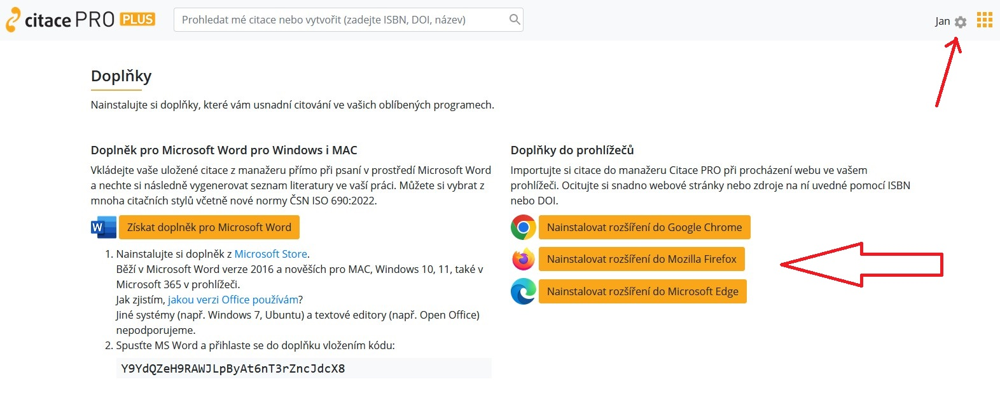 citace PRO PLUS
Prohledat mé citace nebo vytvořit (zadejte ISBN, DOI, název)
Jan
Doplňky
Nainstalujte si doplňky, které vám usnadní citování ve vašich oblíbených programech.
Doplněk pro Microsoft Word pro Windows i MAC
Vkládejte vaše uložené citace z manažeru přímo při psaní v prostředí Microsoft Word
a nechte si následně vygenerovat seznam literatury ve vaší práci. Můžete si vybrat z
mnoha citačních stylů včetně nové normy ČSN ISO 690:2022.
Získat doplněk pro Microsoft Word
1. Nainstalujte si doplněk z Microsoft Store.
Běží v Microsoft Word verze 2016 a novějších pro MAC, Windows 10, 11, také v
Microsoft 365 v prohlížeči.
Jak zjistím, jakou verzi Office používám?
Jiné systémy (např. Windows 7, Ubuntu) a textové editory (např. Open Office)
nepodporujeme.
2. Spusťte MS Word a přihlaste se do doplňku vložením kódu:
Y9YdQZeH9RAWJLpByAt6nT3rZncJdcX8
Doplňky do prohlížečů
Importujte si citace do manažeru Citace PRO při procházení webu ve vašem
prohlížeči. Ocitujte si snadno webové stránky nebo zdroje na ní uvedné pomocí ISBN
nebo DOI.
Nainstalovat rozšíření do Google Chrome
Nainstalovat rozšíření do Mozilla Firefox
Nainstalovat rozšíření do Microsoft Edge